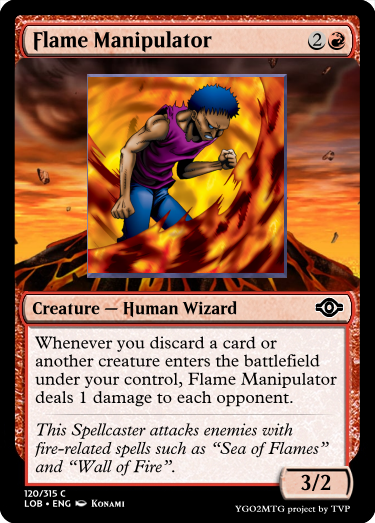 Flame Manipulator 2
Creature — Human Wizard
Whenever you discard a card or
another creature enters the battlefield
under your control, Flame Manipulator
deals 1 damage to each opponent.
This Spellcaster attacks enemies with
fire-related spells such as “Sea of Flames”
and “Wall of Fire”.
3/2
120/315 C
LOB • ENG Konami
YGO2MTG project by TVP